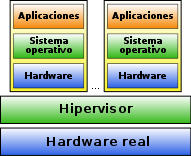 Aplicaciones
Sistema
operativo
Hardware
...
Aplicaciones
Sistema
operativo
Hardware
Hipervisor
Hardware real